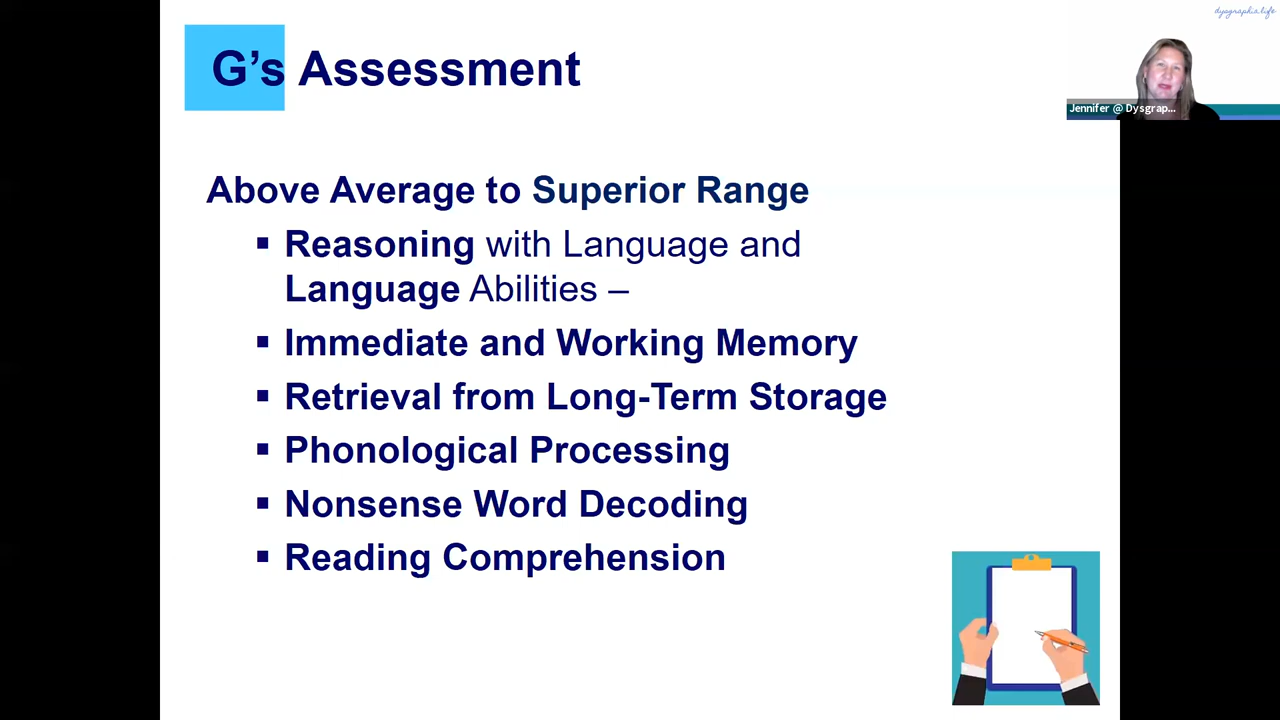 dysgraphia.life
G's Assessment
Jennifer @ Dysgrap...
Above Average to Superior Range
▪ Reasoning with Language and
Language Abilities –
▪ Immediate and Working Memory
▪ Retrieval from Long-Term Storage
▪ Phonological Processing
▪ Nonsense Word Decoding
▪ Reading Comprehension